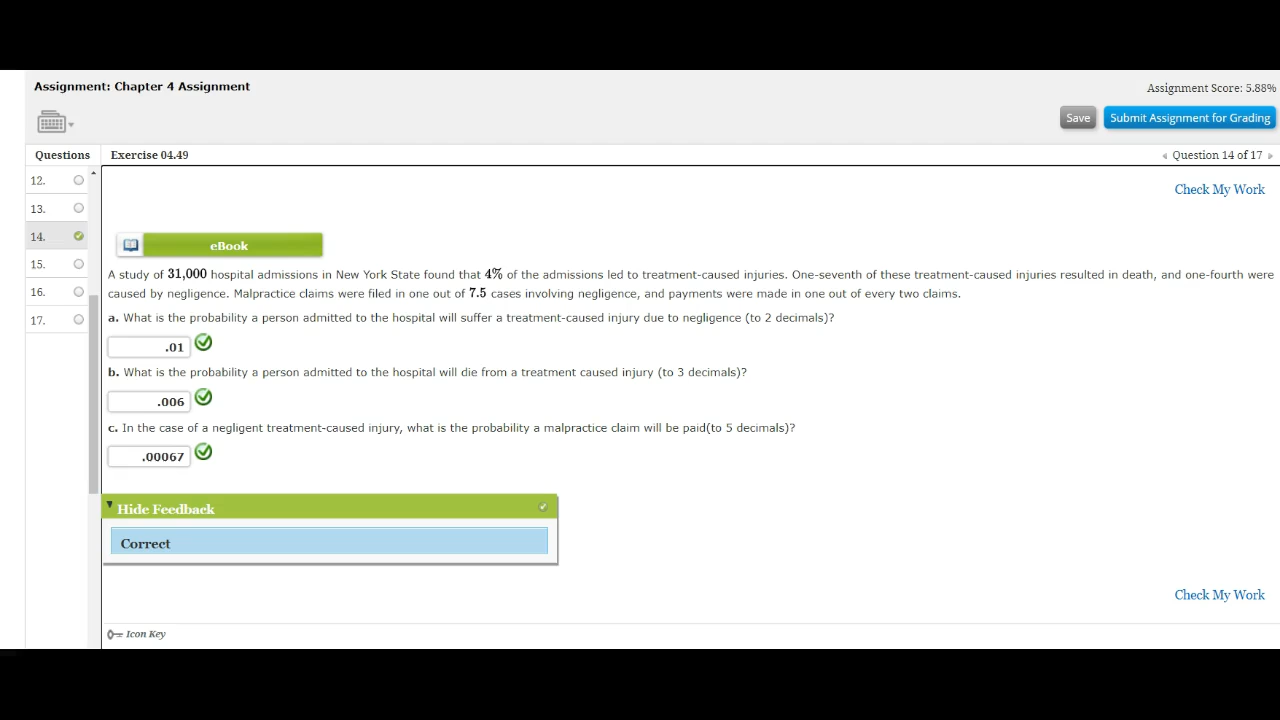 Assignment: Chapter 4 Assignment
Assignment Score: 5.88%
Save
Submit Assignment for Grading
Questions
Exercise 04.49
Question 14 of 17
12.
13.
14.
15.
16.
17.
Check My Work
eBook
A study of 31,000 hospital admissions in New York State found that 4% of the admissions led to treatment-caused injuries. One-seventh of these treatment-caused injuries resulted in death, and one-fourth were
caused by negligence. Malpractice claims were filed in one out of 7.5 cases involving negligence, and payments were made in one out of every two claims.
a. What is the probability a person admitted to the hospital will suffer a treatment-caused injury due to negligence (to 2 decimals)?
.01
b. What is the probability a person admitted to the hospital will die from a treatment caused injury (to 3 decimals)?
.006
c. In the case of a negligent treatment-caused injury, what is the probability a malpractice claim will be paid(to 5 decimals)?
.00067
Hide Feedback
Correct
Check My Work
Icon Key